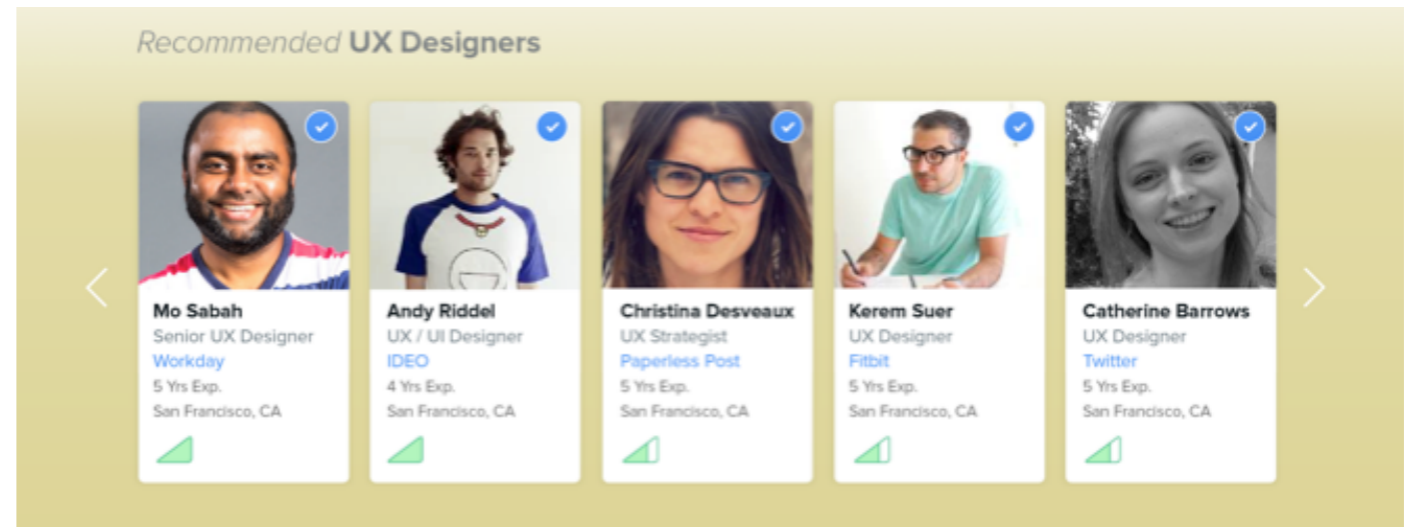 Recommended UX Designers
Mo Sabah
Senior UX Designer
Workday
5 Yrs Exp.
San Francisco, CA
Andy Riddel
UX / UI Designer
IDEO
4 Yrs Exp.
San Francisco, CA
Christina Desveaux
UX Strategist
Paperless Post
5 Yrs Exp.
San Francisco, CA
Kerem Suer
UX Designer
Fitbit
5 Yrs Exp.
San Francisco, CA
Catherine Barrows
UX Designer
Twitter
5 Yrs Exp.
San Francisco, CA